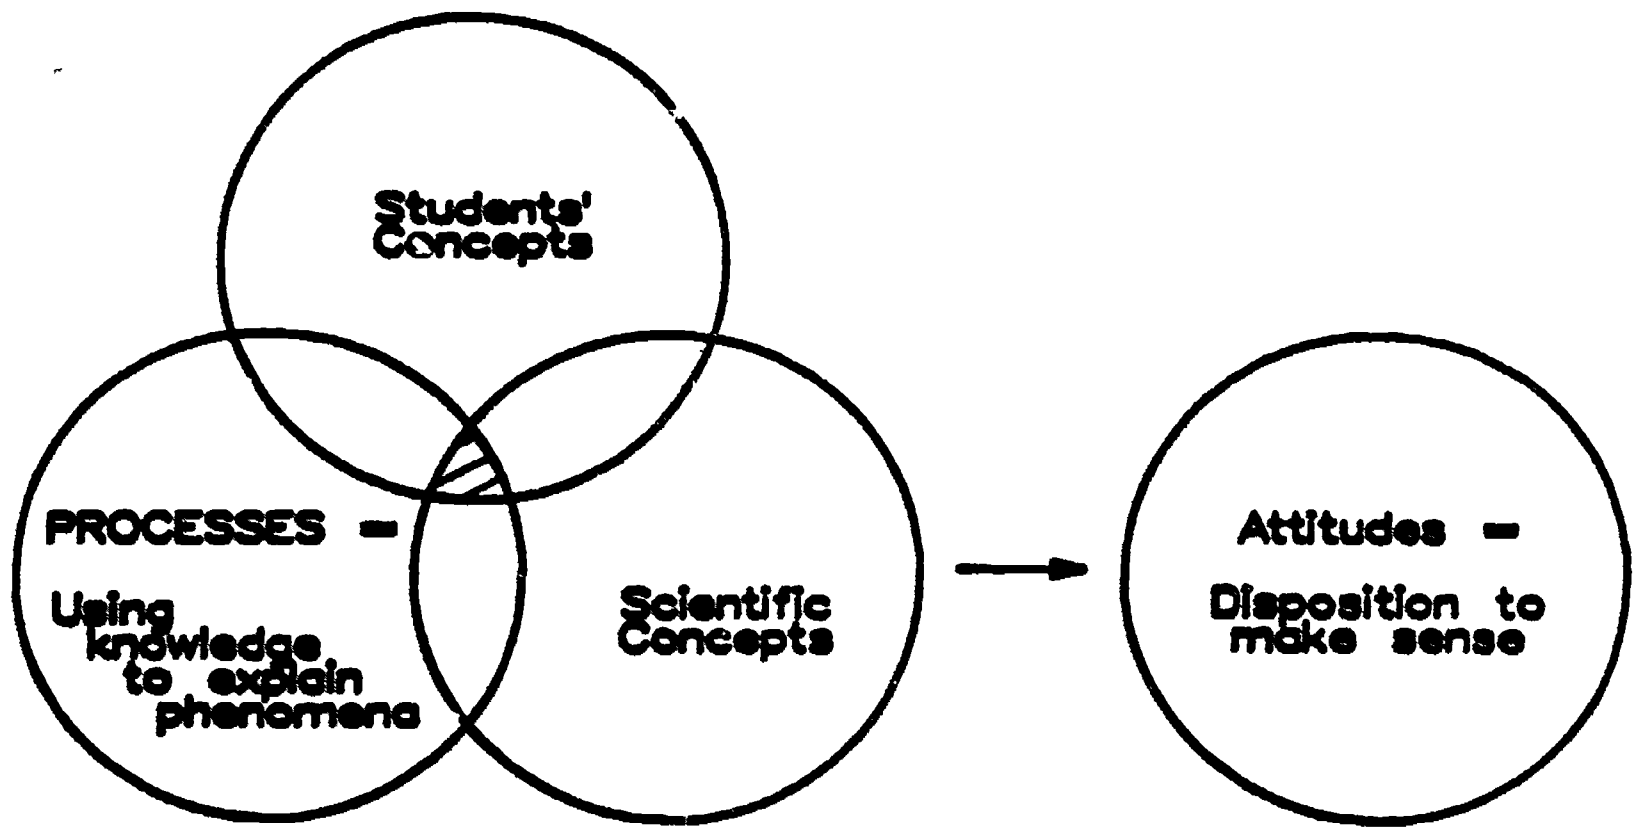 Students'
Concepts
PROCESSES -
Using
knowledge
to explain
phenomena
Scientific
Concepts
Attitudes -
Disposition to
make sense